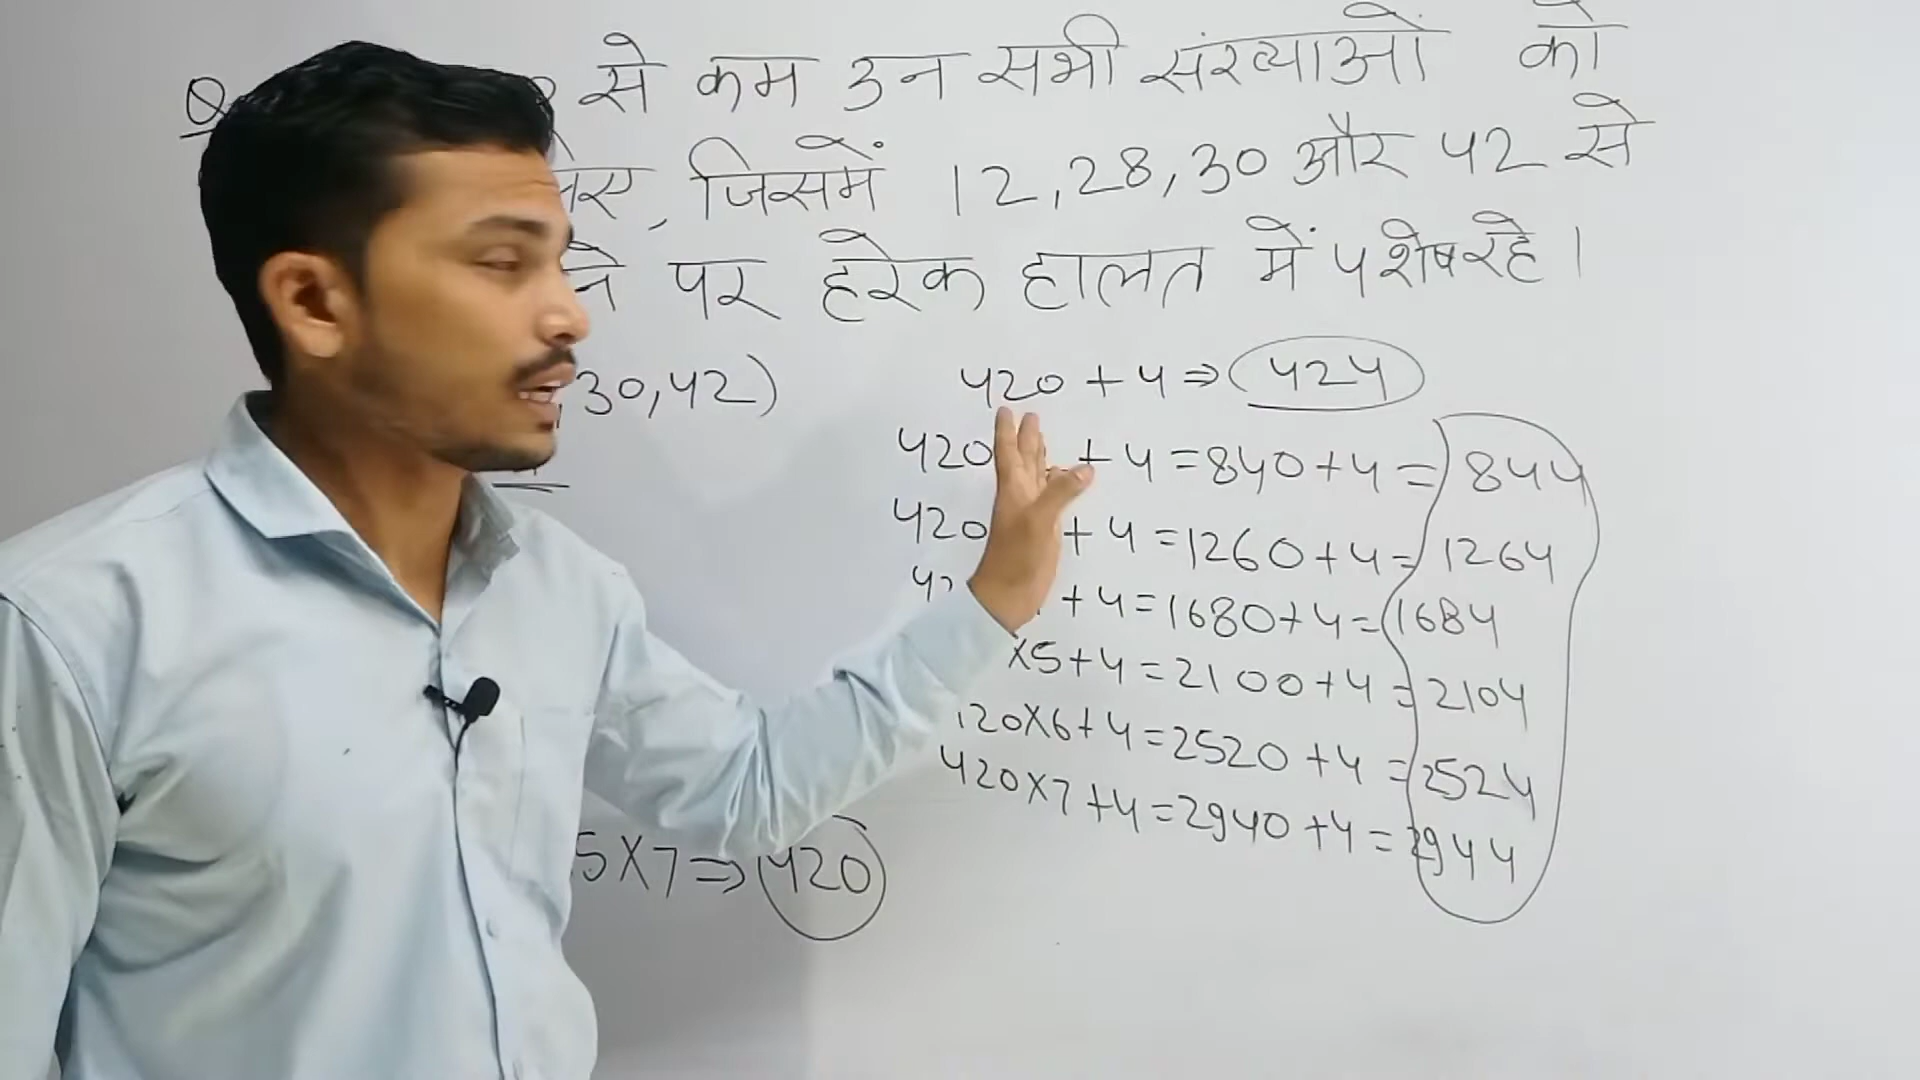 Q से कम उन सभी संख्याओं को
जिसमें 12, 28, 30 और 42 से
पर हरेक हालत में 4 शेष रहे।
30, 42)
5X7⇒420
420+4⇒424
420 +4=840+4=844
420 +4=1260+4=1264
+4=1680+4=1684
X5+4=2100+4=2104
20X6+4=2520+4=2524
420X7+4=2940+4=2944